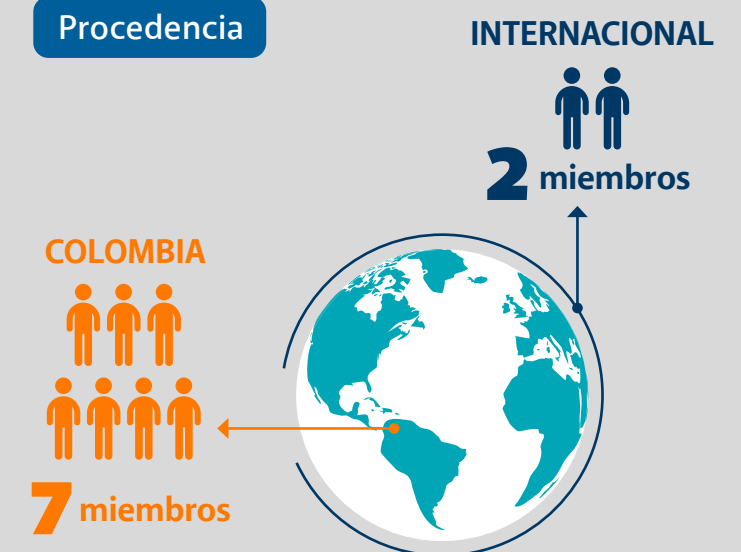 Procedencia
INTERNACIONAL
2 miembros
COLOMBIA
7 miembros